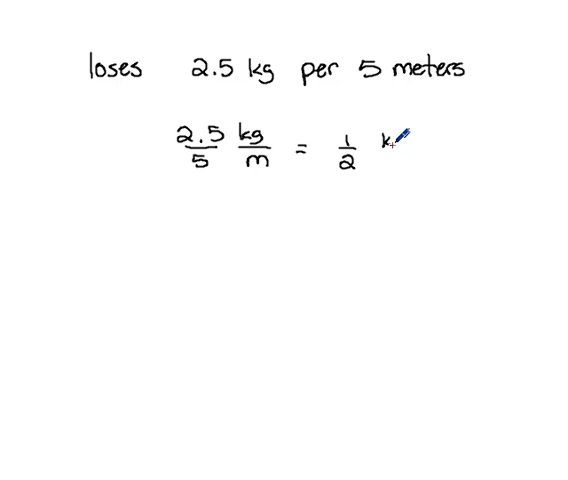 loses 2.5 kg per 5 meters
2.5/5 kg/m = 1/2 k